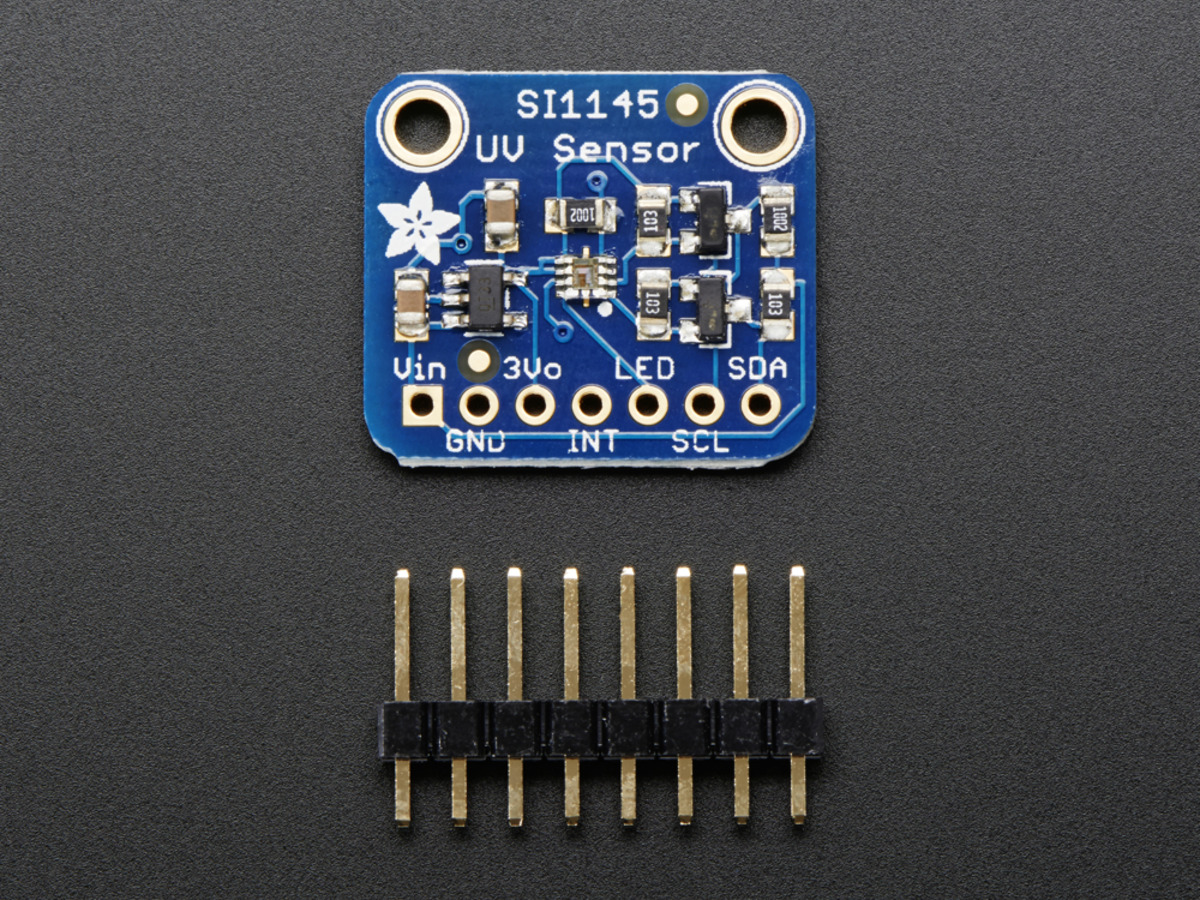 SI1145
UV Sensor
1002
103
1002
103
103
Vin 3Vo LED SDA
GND INT SCL